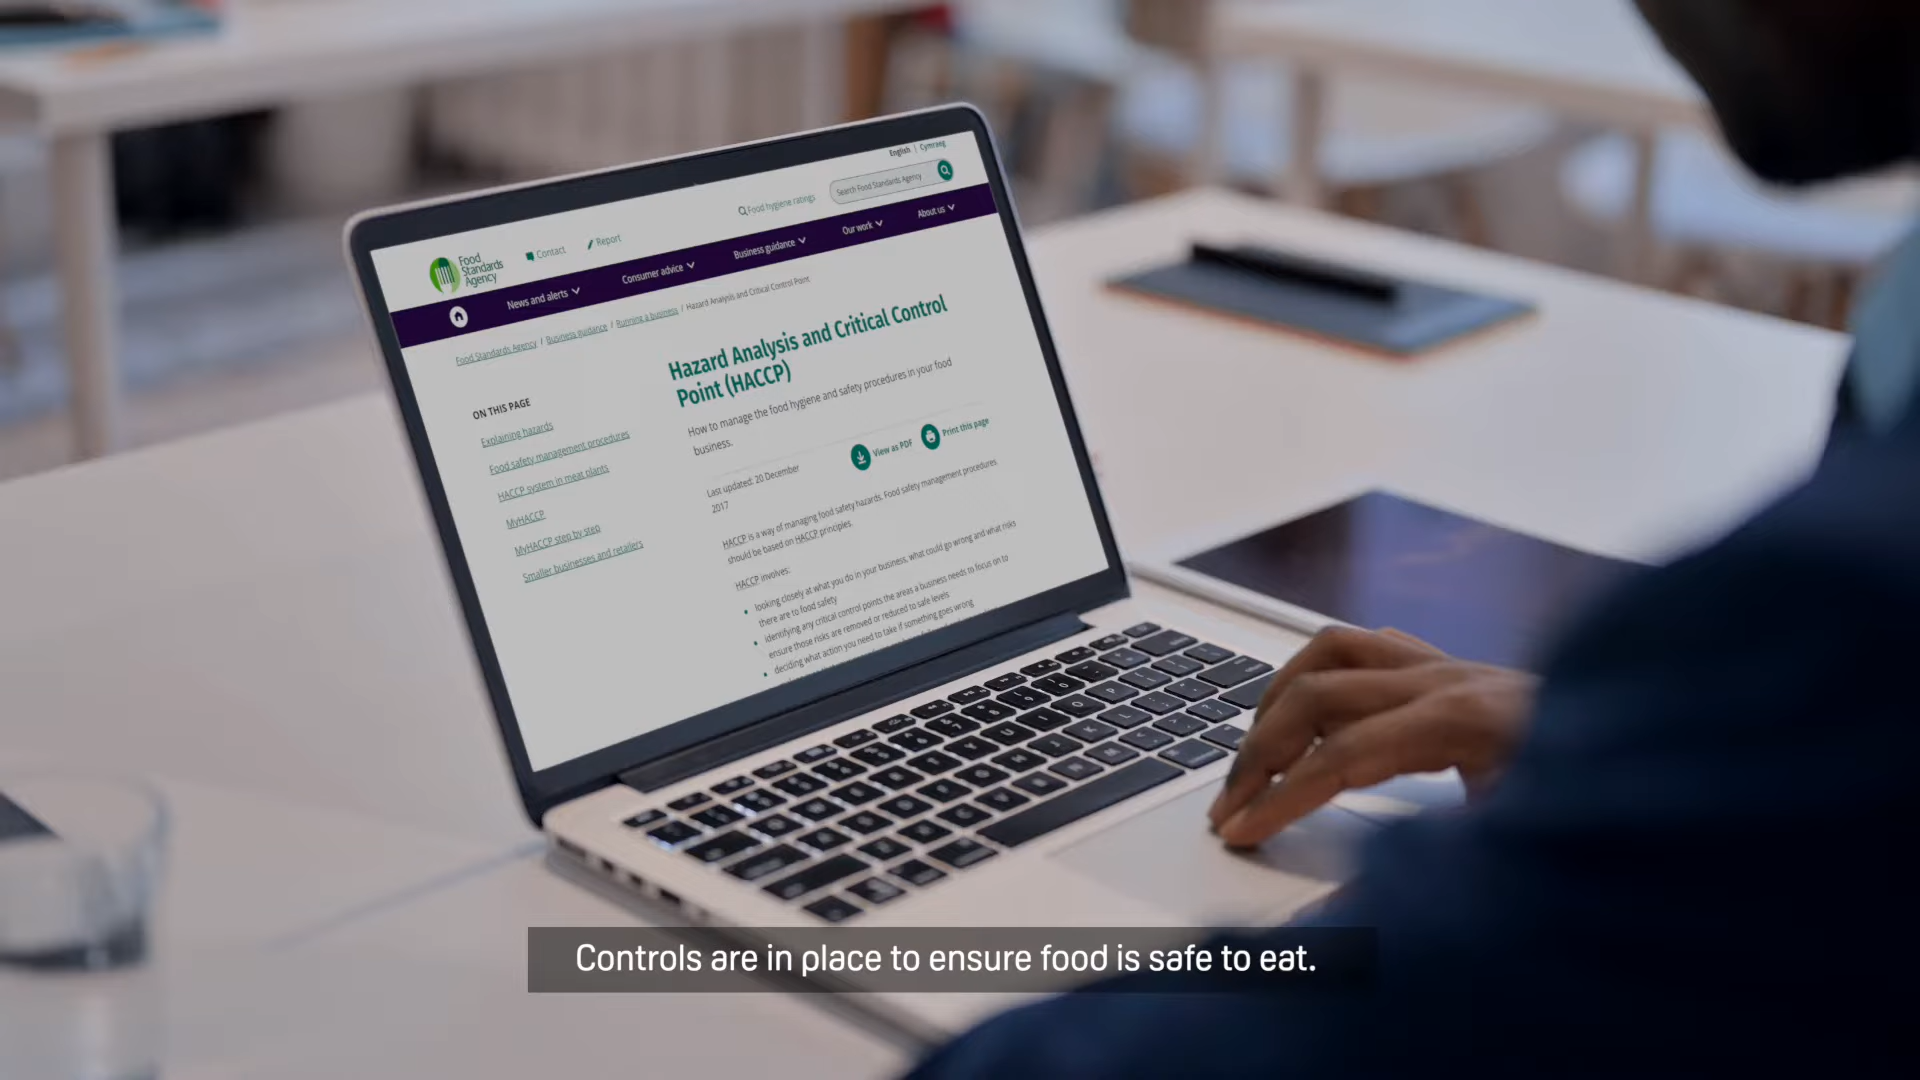 English | Cymraeg
Food hygiene ratings
Search Food Standards Agency
Food
Standards
Agency
Contact
Report
News and alerts
Consumer advice
Business guidance
Our work
About us
Food Standards Agency / Business guidance / Running a business / Hazard Analysis and Critical Control Point
ON THIS PAGE
Explaining hazards
Food safety management procedures
HACCP system in meat plants
MyHACCP
MyHACCP step by step
Smaller businesses and retailers
Hazard Analysis and Critical Control
Point (HACCP)
How to manage the food hygiene and safety procedures in your food
business.
View as PDF
Print this page
Last updated: 20 December
2017
HACCP is a way of managing food safety hazards. Food safety management procedures
should be based on HACCP principles.
HACCP involves:
looking closely at what you do in your business, what could go wrong and what risks
there are to food safety
identifying any critical control points the areas a business needs to focus on to
ensure those risks are removed or reduced to safe levels
deciding what action you need to take if something goes wrong
Controls are in place to ensure food is safe to eat.